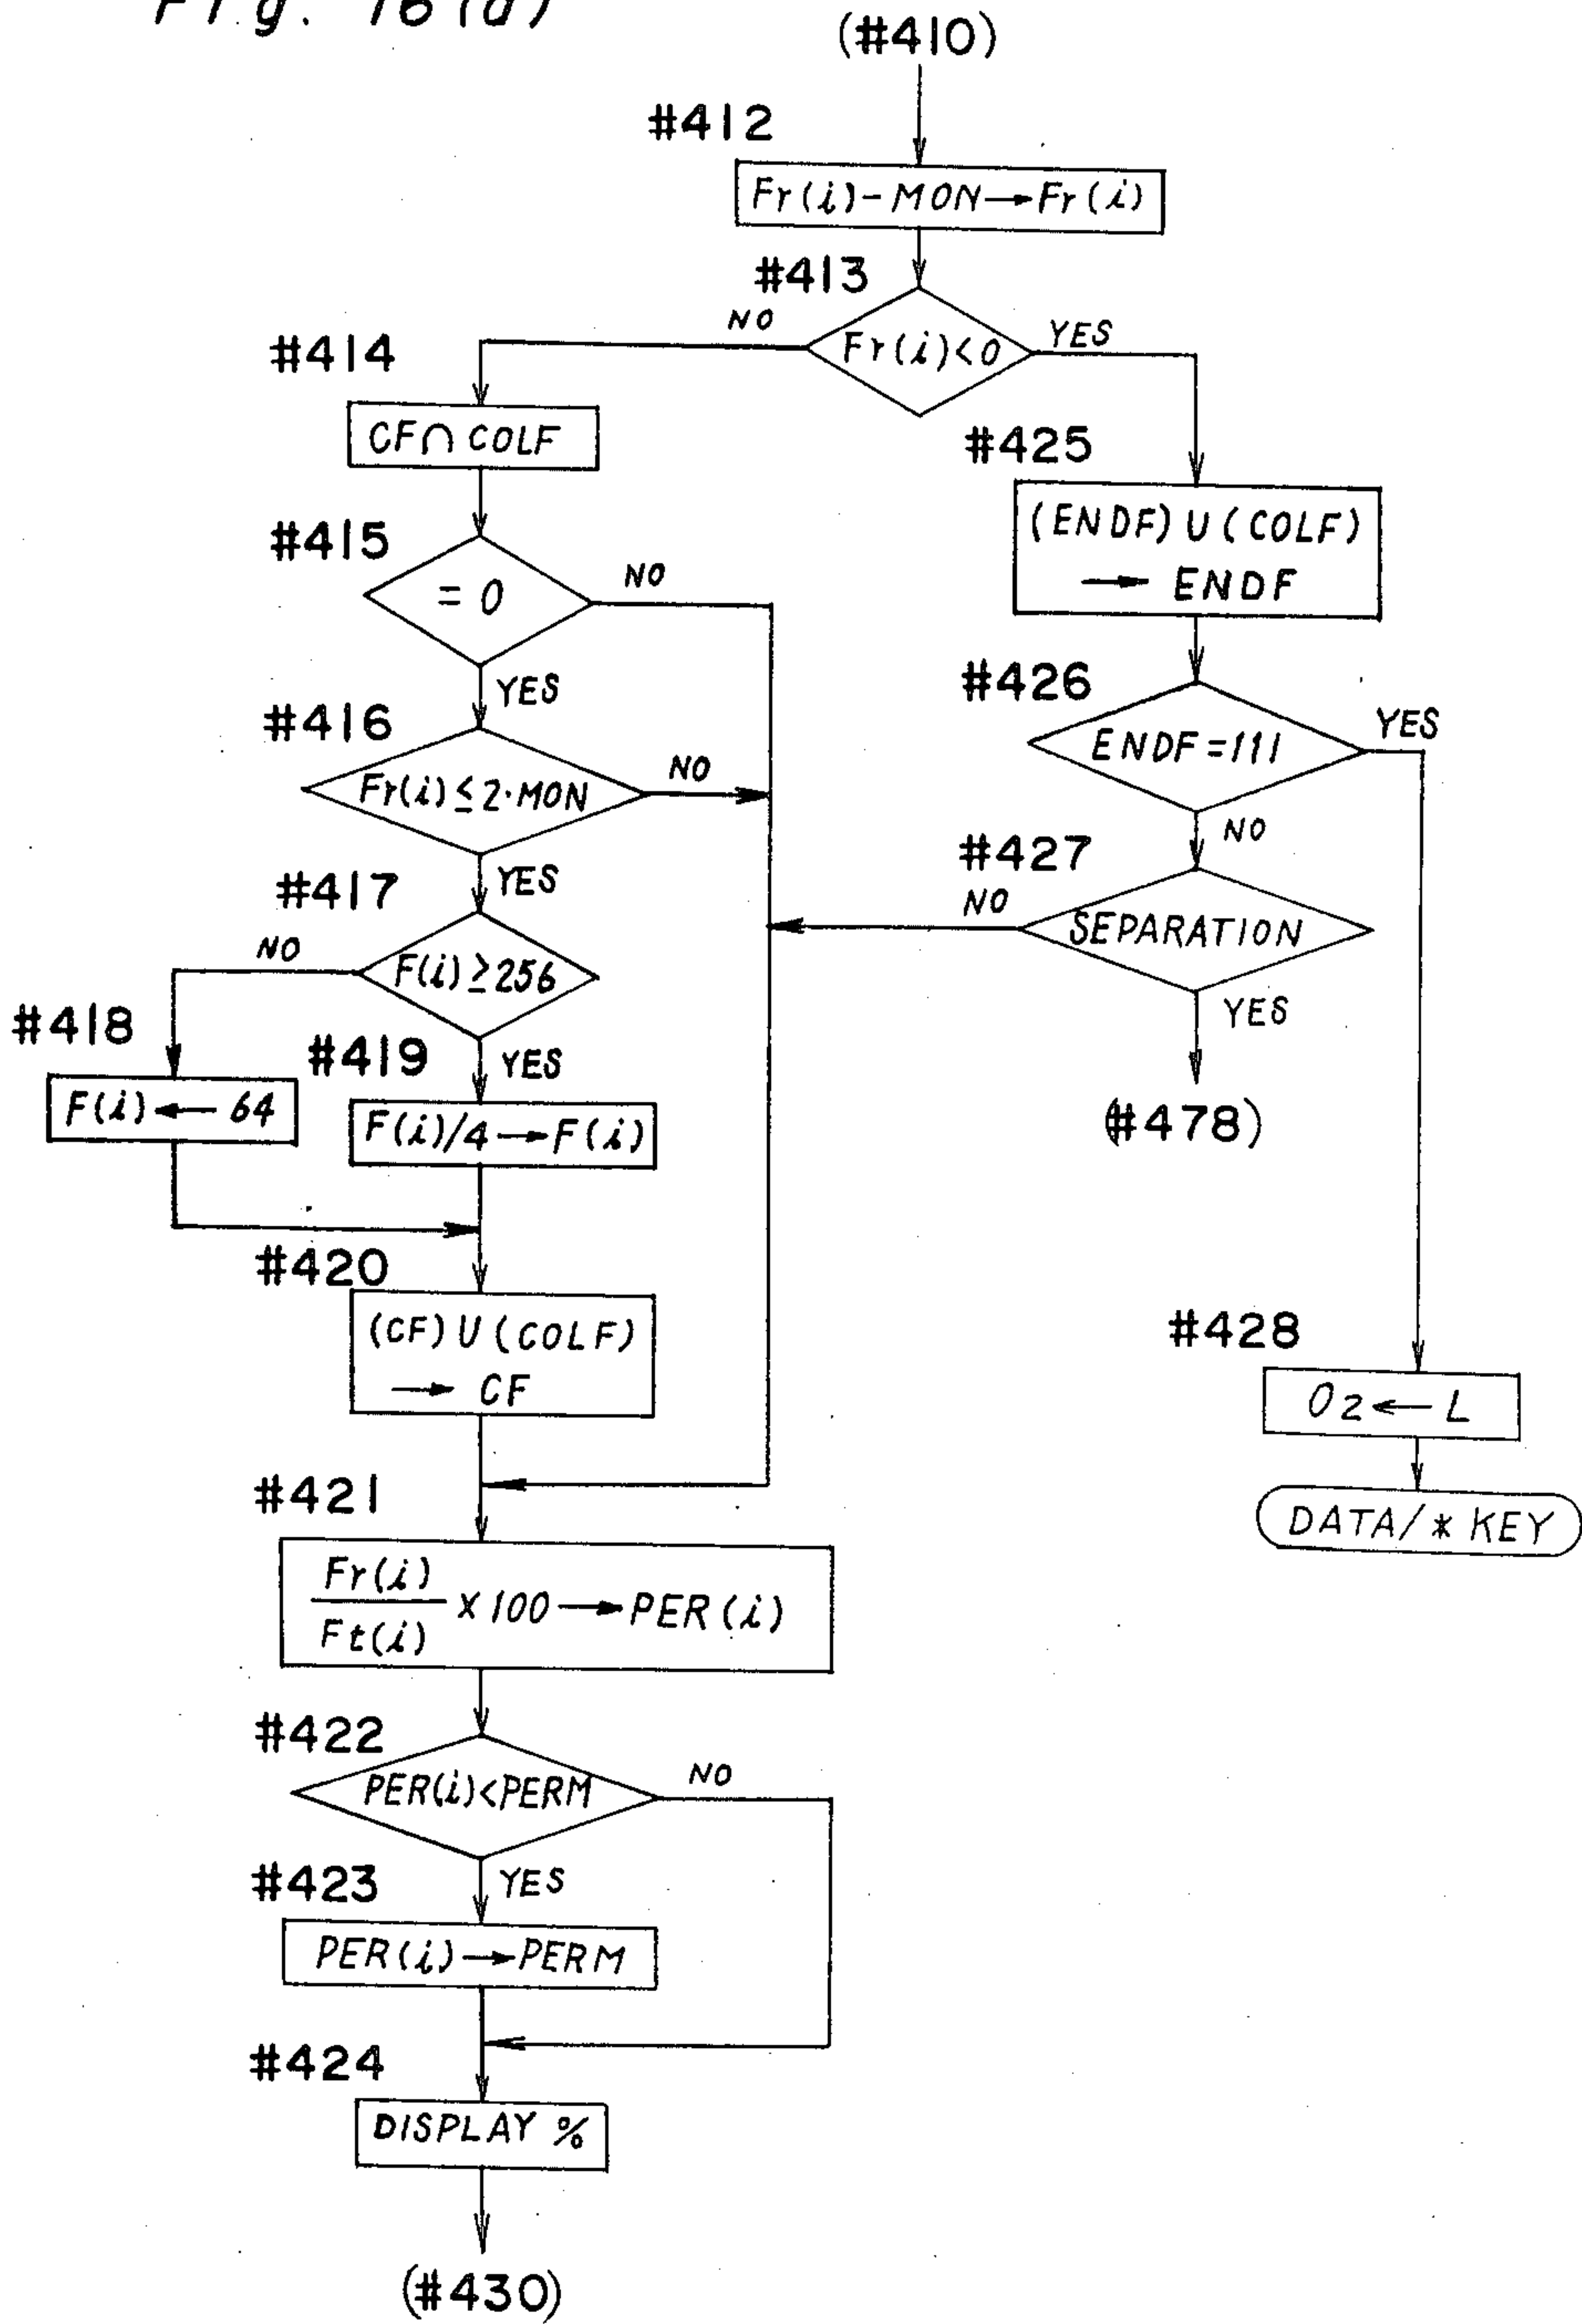 Fig. 16 (d)
(#410)
#412
Fr(i)-MON→Fr(i)
#413
NO
Fr(i)<0
YES
#414
CF∩COLF
#425
(ENDF)∪(COLF)
→ ENDF
#415
= 0
NO
YES
#426
ENDF=111
YES
NO
#416
Fr(i)≤2·MON
NO
YES
#427
NO
SEPARATION
YES
(#478)
#417
NO
F(i)≥256
YES
#418
F(i)←64
#419
F(i)/4→F(i)
#420
(CF)∪(COLF)
→ CF
#428
O2←L
DATA/* KEY
#421
Fr(i)
Ft(i)
×100→PER(i)
#422
PER(i)<PERM
NO
YES
#423
PER(i)→PERM
#424
DISPLAY %
(#430)